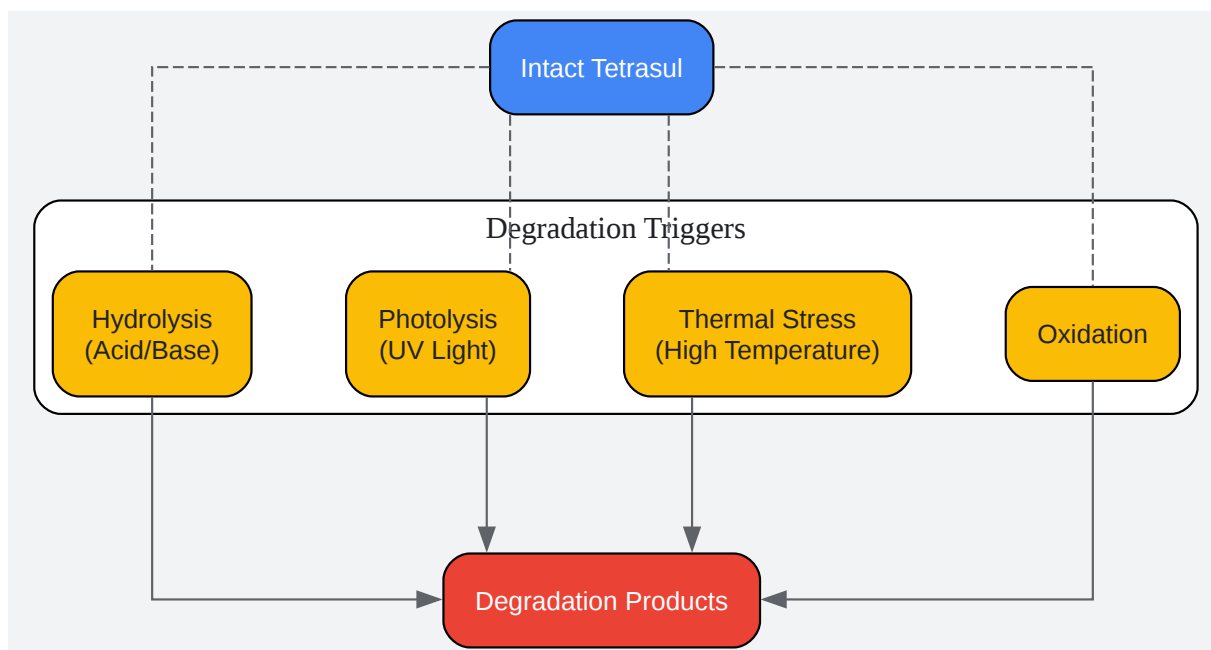 Intact Tetrasul
Degradation Triggers
Hydrolysis
(Acid/Base)
Photolysis
(UV Light)
Thermal Stress
(High Temperature)
Oxidation
Degradation Products